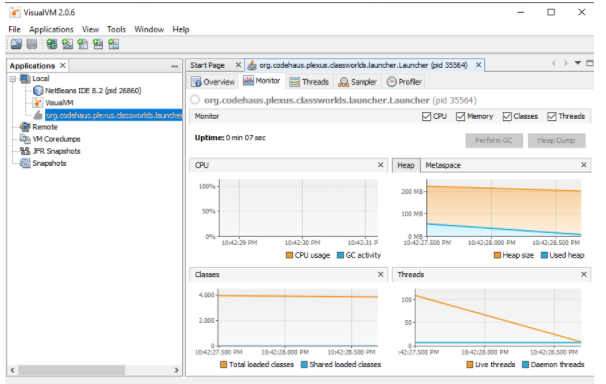 VisualVM 2.0.6
File Applications View Tools Window Help
Applications ×
Local
NetBeans IDE 8.2 (pid 26860)
VisualVM
org.codehaus.plexus.classworlds.launcher
Remote
VM Coredumps
JFR Snapshots
Snapshots
Start Page × org.codehaus.plexus.classworlds.launcher.Launcher (pid 35564) ×
Overview Monitor Threads Sampler Profiler
org.codehaus.plexus.classworlds.launcher.Launcher (pid 35564)
Monitor CPU Memory Classes Threads
Uptime: 0 min 07 sec Perform GC Heap Dump
CPU ×
100%
50%
0%
10:42:29 PM 10:42:30 PM 10:42:31 P
CPU usage GC activity
Heap Metaspace ×
200 MB
100 MB
0 MB
10:42:27.500 PM 10:42:28.000 PM 10:42:28.500 PM
Heap size Used heap
Classes ×
4.000
2.000
0
10:42:27.500 PM 10:42:28.000 PM 10:42:28.500 PM
Total loaded classes Shared loaded classes
Threads ×
100
50
0
:42:27.500 PM 10:42:28.000 PM 10:42:28.500 PM
Live threads Daemon threads